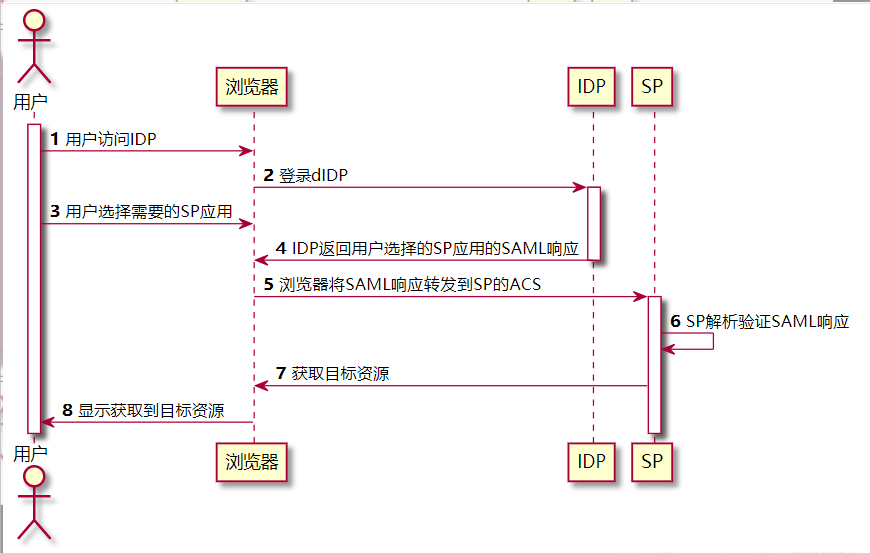 用户
浏览器
IDP
SP
1 用户访问IDP
2 登录dIDP
3 用户选择需要的SP应用
4 IDP返回用户选择的SP应用的SAML响应
5 浏览器将SAML响应转发到SP的ACS
6 SP解析验证SAML响应
7 获取目标资源
8 显示获取到目标资源
用户
浏览器
IDP
SP